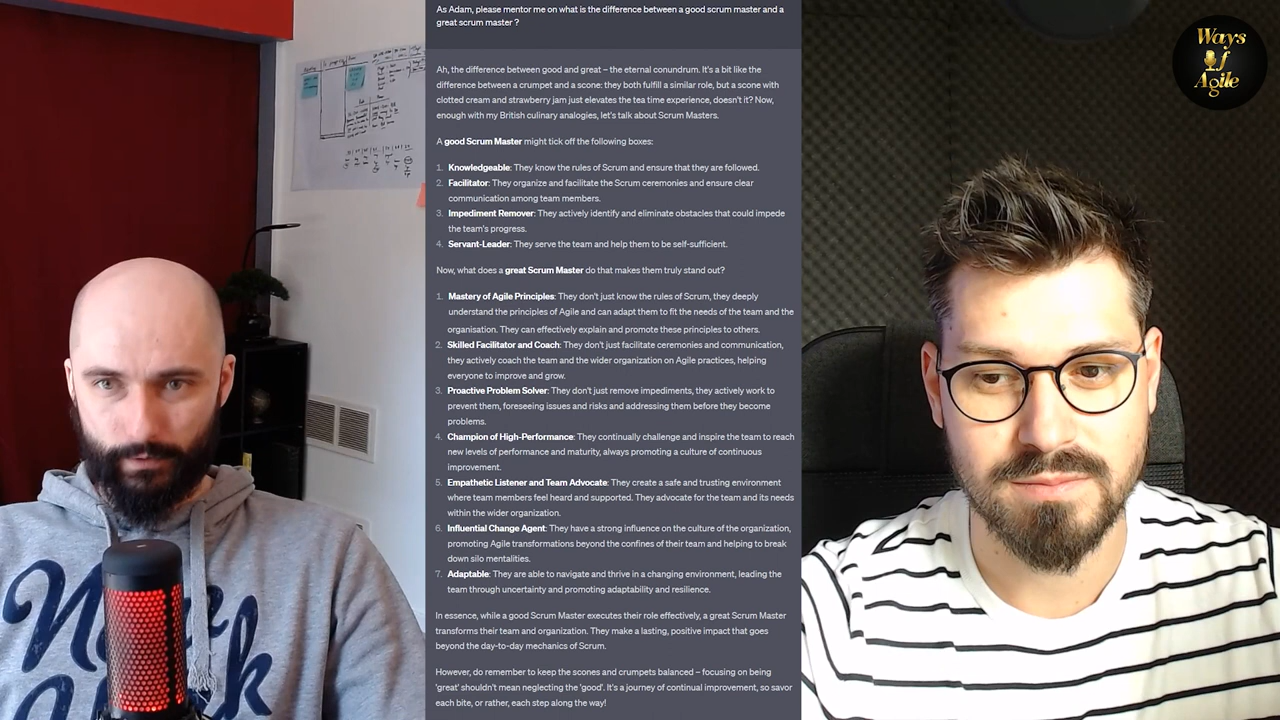 As Adam, please mentor me on what is the difference between a good scrum master and a
great scrum master ?
Ah, the difference between good and great – the eternal conundrum. It's a bit like the
difference between a crumpet and a scone: they both fulfill a similar role, but a scone with
clotted cream and strawberry jam just elevates the tea time experience, doesn't it? Now,
enough with my British culinary analogies, let's talk about Scrum Masters.
A good Scrum Master might tick off the following boxes:
1. Knowledgeable: They know the rules of Scrum and ensure that they are followed.
2. Facilitator: They organize and facilitate the Scrum ceremonies and ensure clear
communication among team members.
3. Impediment Remover: They actively identify and eliminate obstacles that could impede
the team's progress.
4. Servant-Leader: They serve the team and help them to be self-sufficient.
Now, what does a great Scrum Master do that makes them truly stand out?
1. Mastery of Agile Principles: They don't just know the rules of Scrum, they deeply
understand the principles of Agile and can adapt them to fit the needs of the team and the
organisation. They can effectively explain and promote these principles to others.
2. Skilled Facilitator and Coach: They don't just facilitate ceremonies and communication,
they actively coach the team and the wider organization on Agile practices, helping
everyone to improve and grow.
3. Proactive Problem Solver: They don't just remove impediments, they actively work to
prevent them, foreseeing issues and risks and addressing them before they become
problems.
4. Champion of High-Performance: They continually challenge and inspire the team to reach
new levels of performance and maturity, always promoting a culture of continuous
improvement.
5. Empathetic Listener and Team Advocate: They create a safe and trusting environment
where team members feel heard and supported. They advocate for the team and its needs
within the wider organization.
6. Influential Change Agent: They have a strong influence on the culture of the organization,
promoting Agile transformations beyond the confines of their team and helping to break
down silo mentalities.
7. Adaptable: They are able to navigate and thrive in a changing environment, leading the
team through uncertainty and promoting adaptability and resilience.
In essence, while a good Scrum Master executes their role effectively, a great Scrum Master
transforms their team and organization. They make a lasting, positive impact that goes
beyond the day-to-day mechanics of Scrum.
However, do remember to keep the scones and crumpets balanced – focusing on being
'great' shouldn't mean neglecting the 'good'. It's a journey of continual improvement, so savor
each bite, or rather, each step along the way!
Ways
Of
Agile
New